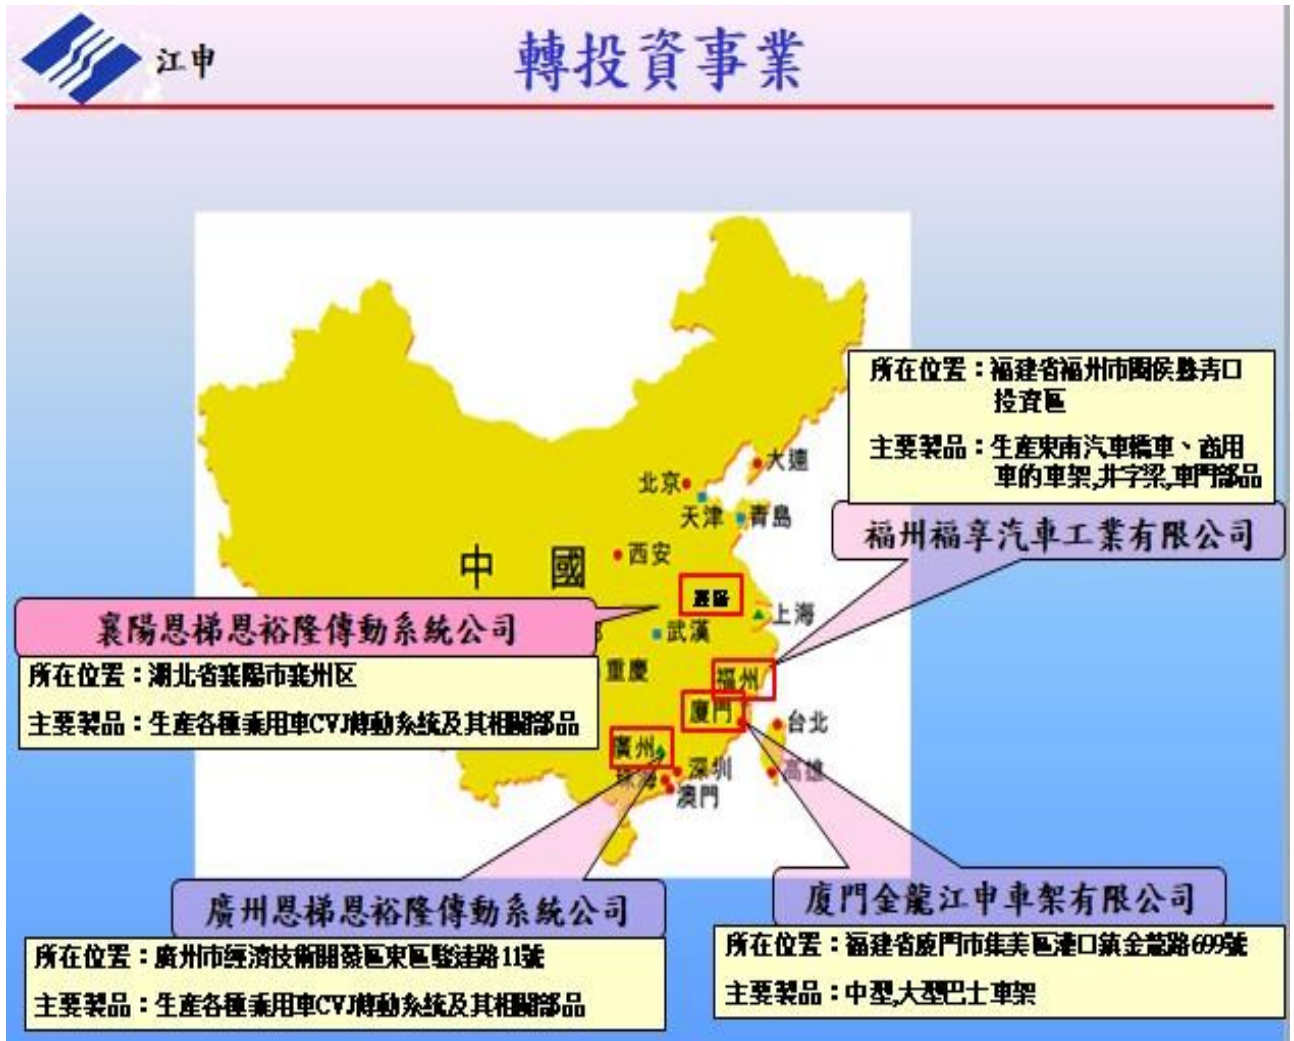 江申
轉投資事業
所在位置：福建省福州市閩侯縣青口
投資區
主要製品：生產東南汽車轎車、商用
車的車架,井字梁,車門部品
福州福享汽車工業有限公司
大連
北京
天津
青島
西安
中國
襄陽
上海
襄陽恩梯恩裕隆傳動系統公司
武漢
所在位置：湖北省襄陽市襄州区
主要製品：生產各種乘用車CVJ傳動系統及其相關部品
重慶
福州
廈門
台北
廣州
深圳
高雄
珠海
澳門
廣州恩梯恩裕隆傳動系統公司
所在位置：廣州市經濟技術開發區東區駿達路11號
主要製品：生產各種乘用車CVJ傳動系統及其相關部品
廈門金龍江申車架有限公司
所在位置：福建省廈門市集美區灌口鎮金龍路699號
主要製品：中型,大型巴士車架